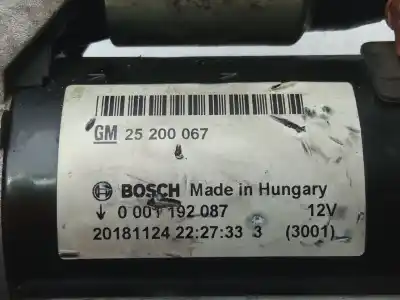 GM 25 200 067
BOSCH Made in Hungary
↓ 0 001 192 087 12V
20181124 22:27:33 3 (3001)